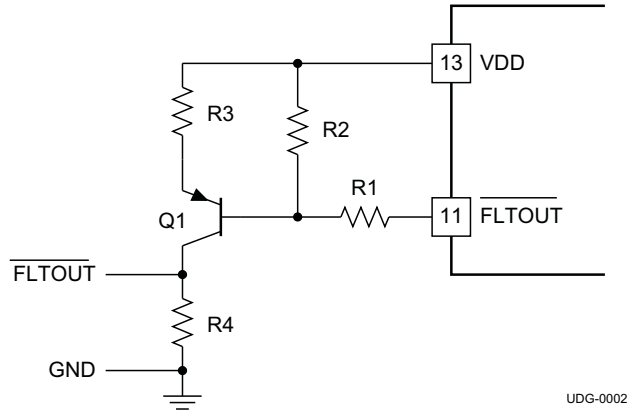 13 VDD
R3
R2
R1
Q1
11 FLTOUT
FLTOUT
R4
GND
UDG-0002